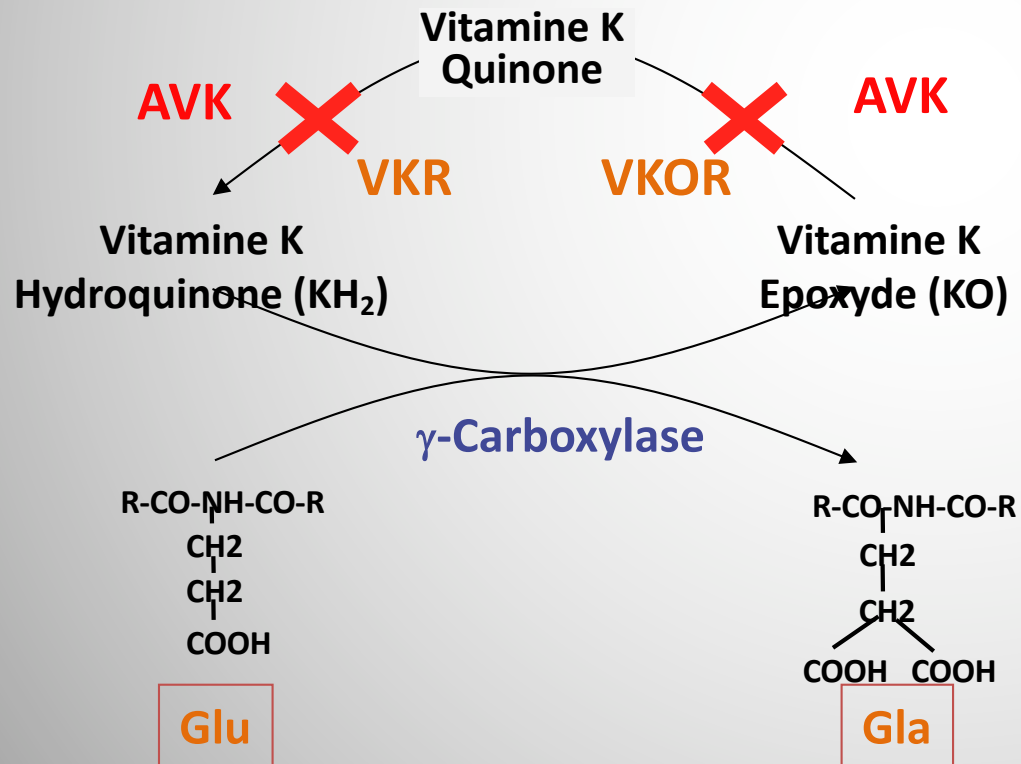 Vitamine K
Quinone
AVK
AVK
VKR
VKOR
Vitamine K
Hydroquinone (KH₂)
Vitamine K
Epoxyde (KO)
γ-Carboxylase
R-CO-NH-CO-R
CH2
CH2
COOH
Glu
R-CO-NH-CO-R
CH2
CH2
COOH COOH
Gla